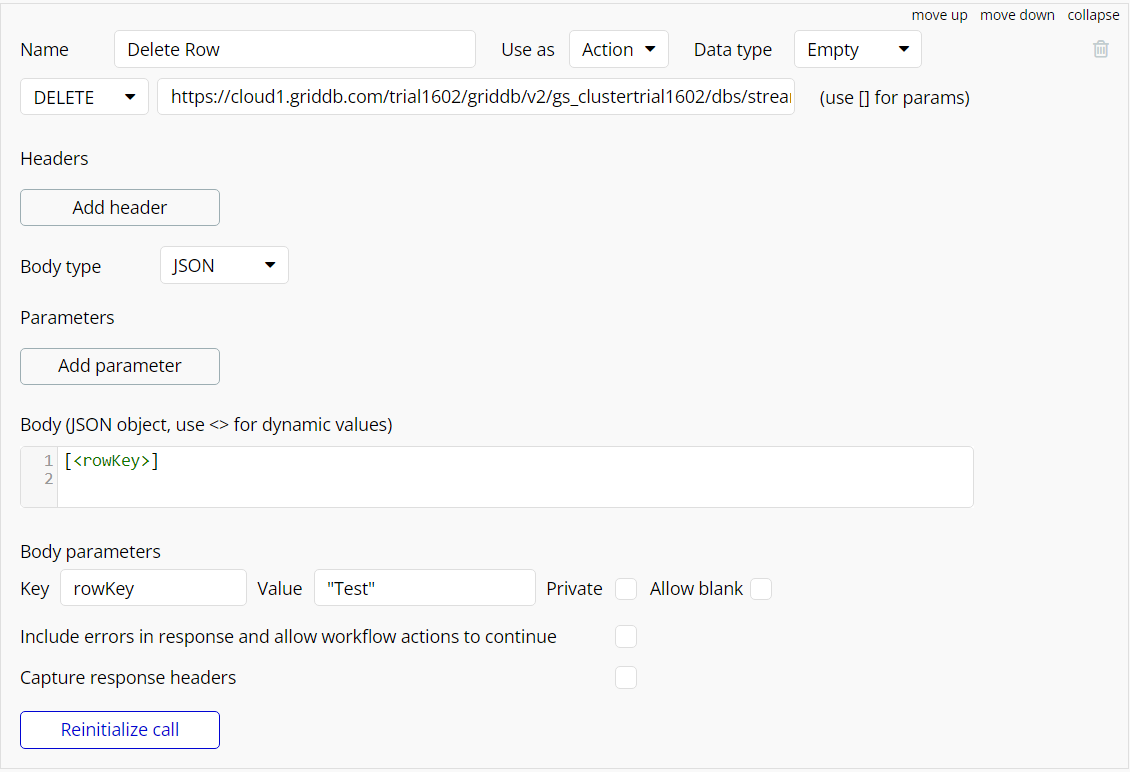 move up move down collapse
Name Delete Row Use as Action Data type Empty
DELETE https://cloud1.griddb.com/trial1602/griddb/v2/gs_clustertrial1602/dbs/strea (use [] for params)
Headers
Add header
Body type JSON
Parameters
Add parameter
Body (JSON object, use <> for dynamic values)
1 [<rowKey>]
2
Body parameters
Key rowKey Value "Test" Private Allow blank
Include errors in response and allow workflow actions to continue
Capture response headers
Reinitialize call